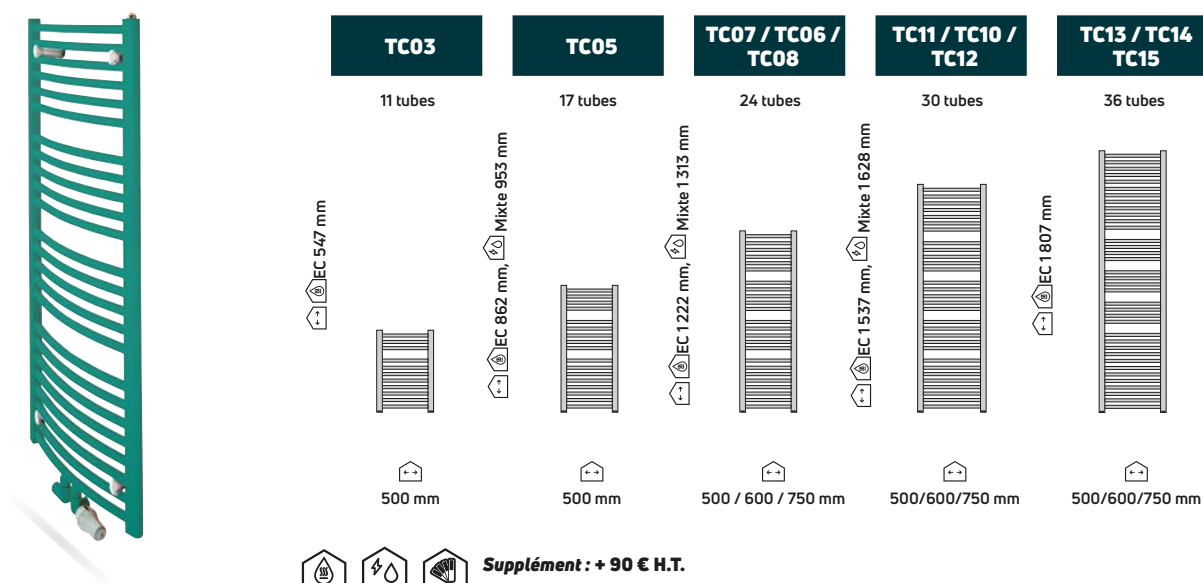 TC03
TC05
TC07 / TC06 /
TC08
TC11 / TC10 /
TC12
TC13 / TC14
TC15
11 tubes
17 tubes
24 tubes
30 tubes
36 tubes
EC 547 mm
EC 862 mm, Mixte 953 mm
EC 1 222 mm, Mixte 1 313 mm
EC 1 537 mm, Mixte 1 628 mm
EC 1 807 mm
500 mm
500 mm
500 / 600 / 750 mm
500/600/750 mm
500/600/750 mm
Supplément : + 90 € H.T.